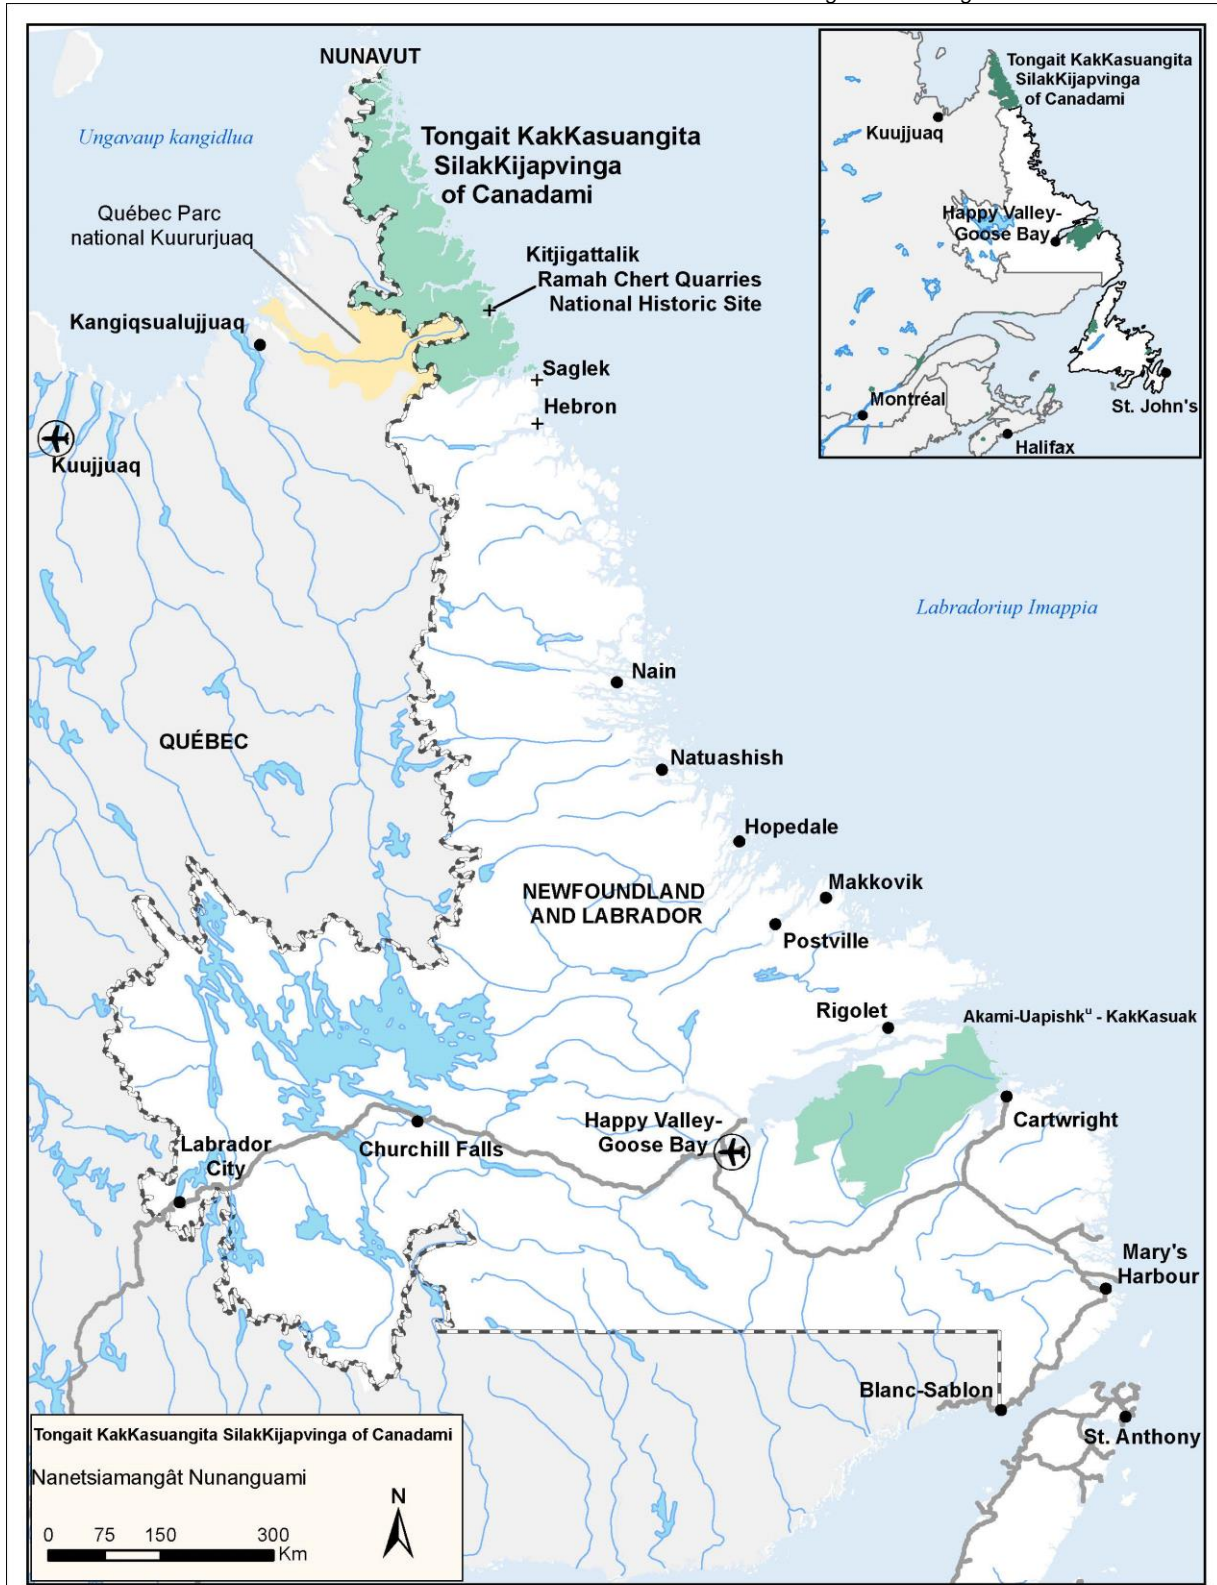 NUNAVUT
Ungavaup kangidlua
Tongait KakKasuangita
SilakKijapvinga
of Canadami
Québec Parc
national Kuururjuaq
Kitjigattalik
Ramah Chert Quarries
National Historic Site
Kangiqsualujjuaq
Saglek
Hebron
Kuujjuaq
Tongait KakKasuangita
SilakKijapvinga
of Canadami
Kuujjuaq
Happy Valley-
Goose Bay
Montréal
St. John's
Halifax
Labradoriup Imappia
Nain
QUÉBEC
Natuashish
Hopedale
NEWFOUNDLAND
AND LABRADOR
Makkovik
Postville
Rigolet
Akami-Uapishkᵘ - KakKasuak
Cartwright
Happy Valley-
Goose Bay
Churchill Falls
Labrador
City
Mary's
Harbour
Blanc-Sablon
St. Anthony
Tongait KakKasuangita SilakKijapvinga of Canadami
Nanetsiamangât Nunanguami
N
0 75 150 300
Km